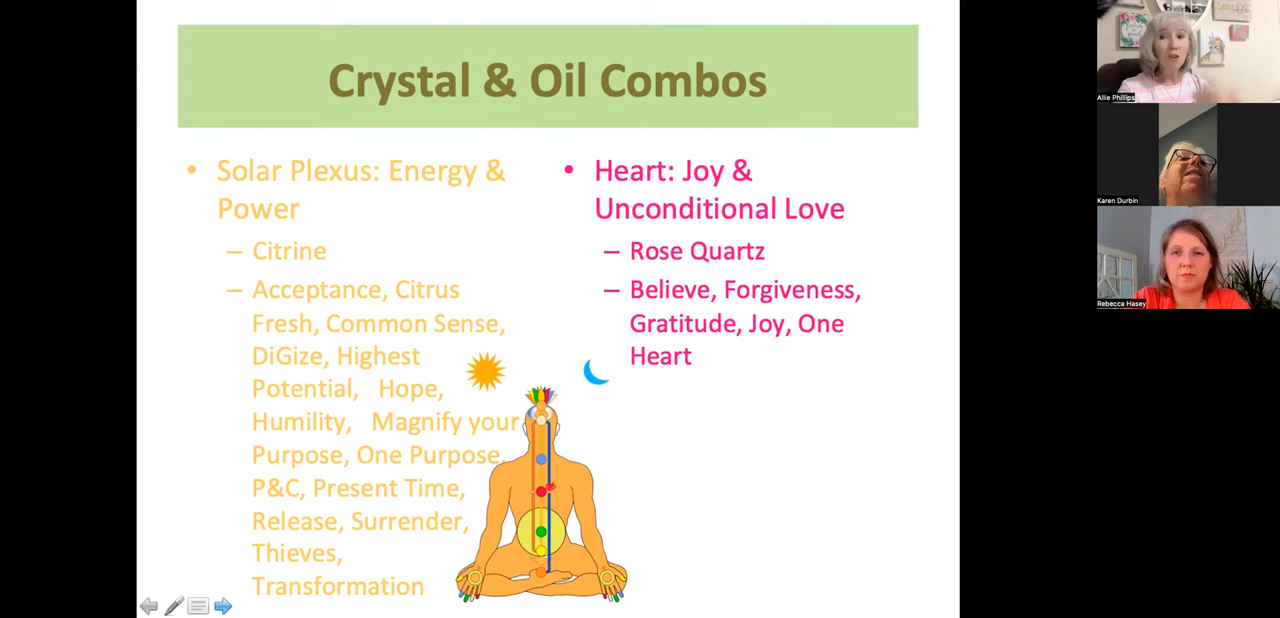 Crystal & Oil Combos
• Solar Plexus: Energy &
Power
– Citrine
– Acceptance, Citrus
Fresh, Common Sense,
DiGize, Highest
Potential, Hope,
Humility, Magnify your
Purpose, One Purpose,
P&C, Present Time,
Release, Surrender,
Thieves,
Transformation
• Heart: Joy &
Unconditional Love
– Rose Quartz
– Believe, Forgiveness,
Gratitude, Joy, One
Heart
Allie Phillips
Karen Durbin
Rebecca Hasey